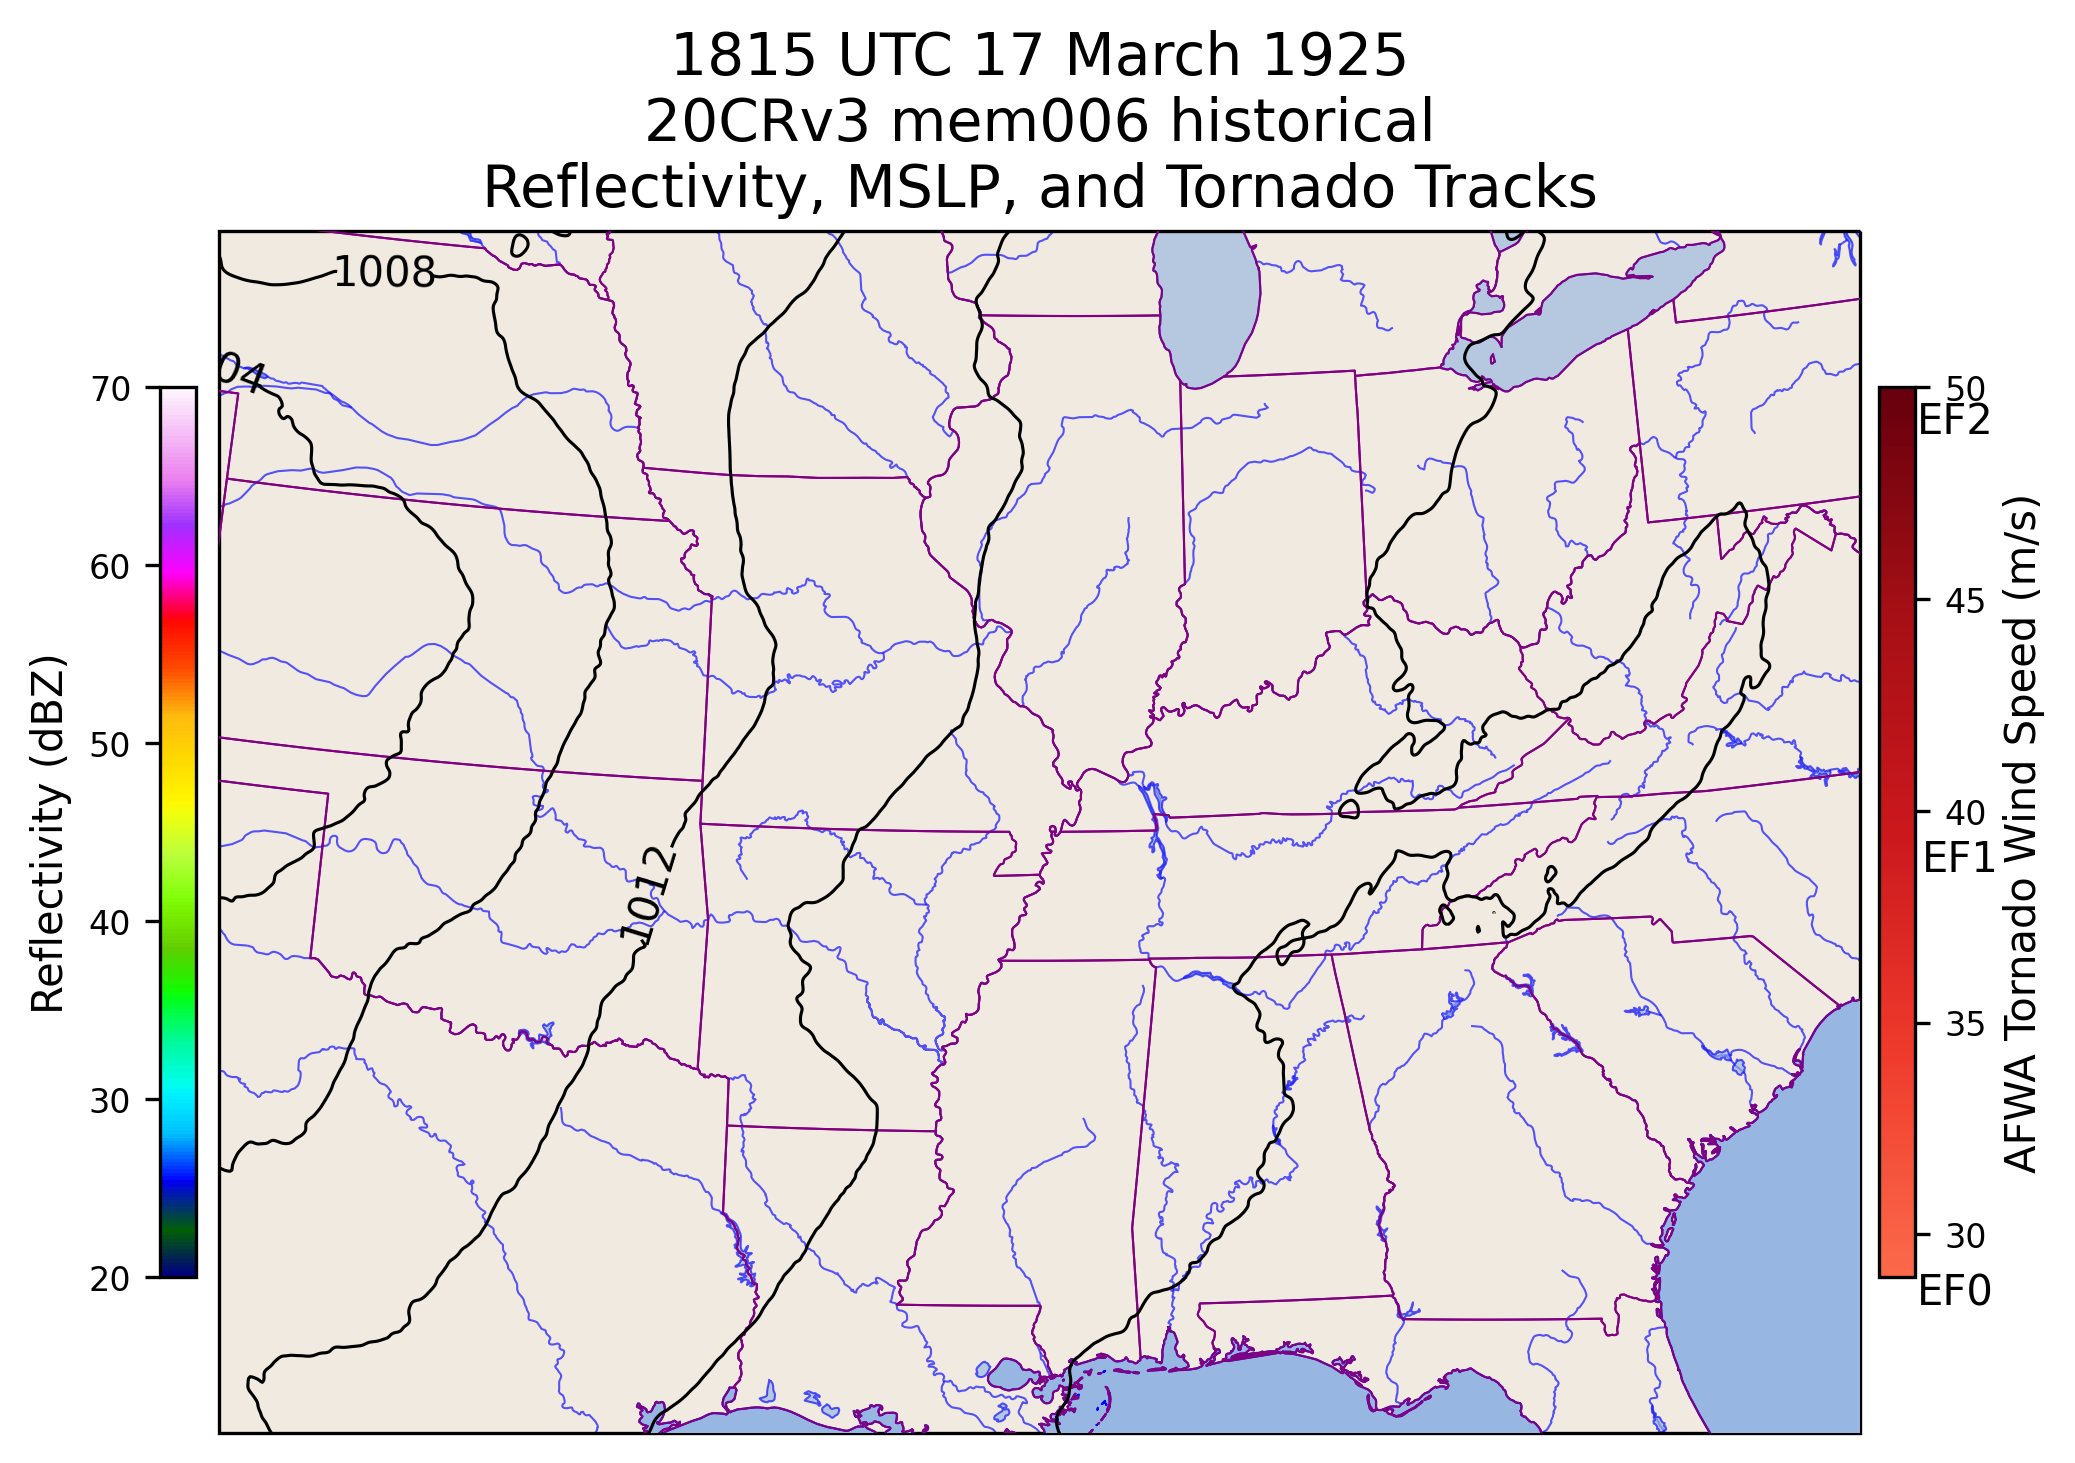 1815 UTC 17 March 1925
20CRv3 mem006 historical
Reflectivity, MSLP, and Tornado Tracks
1008
04
1012
Reflectivity (dBZ)
70
60
50
40
30
20
50
EF2
45
40
EF1
35
30
EF0
AFWA Tornado Wind Speed (m/s)